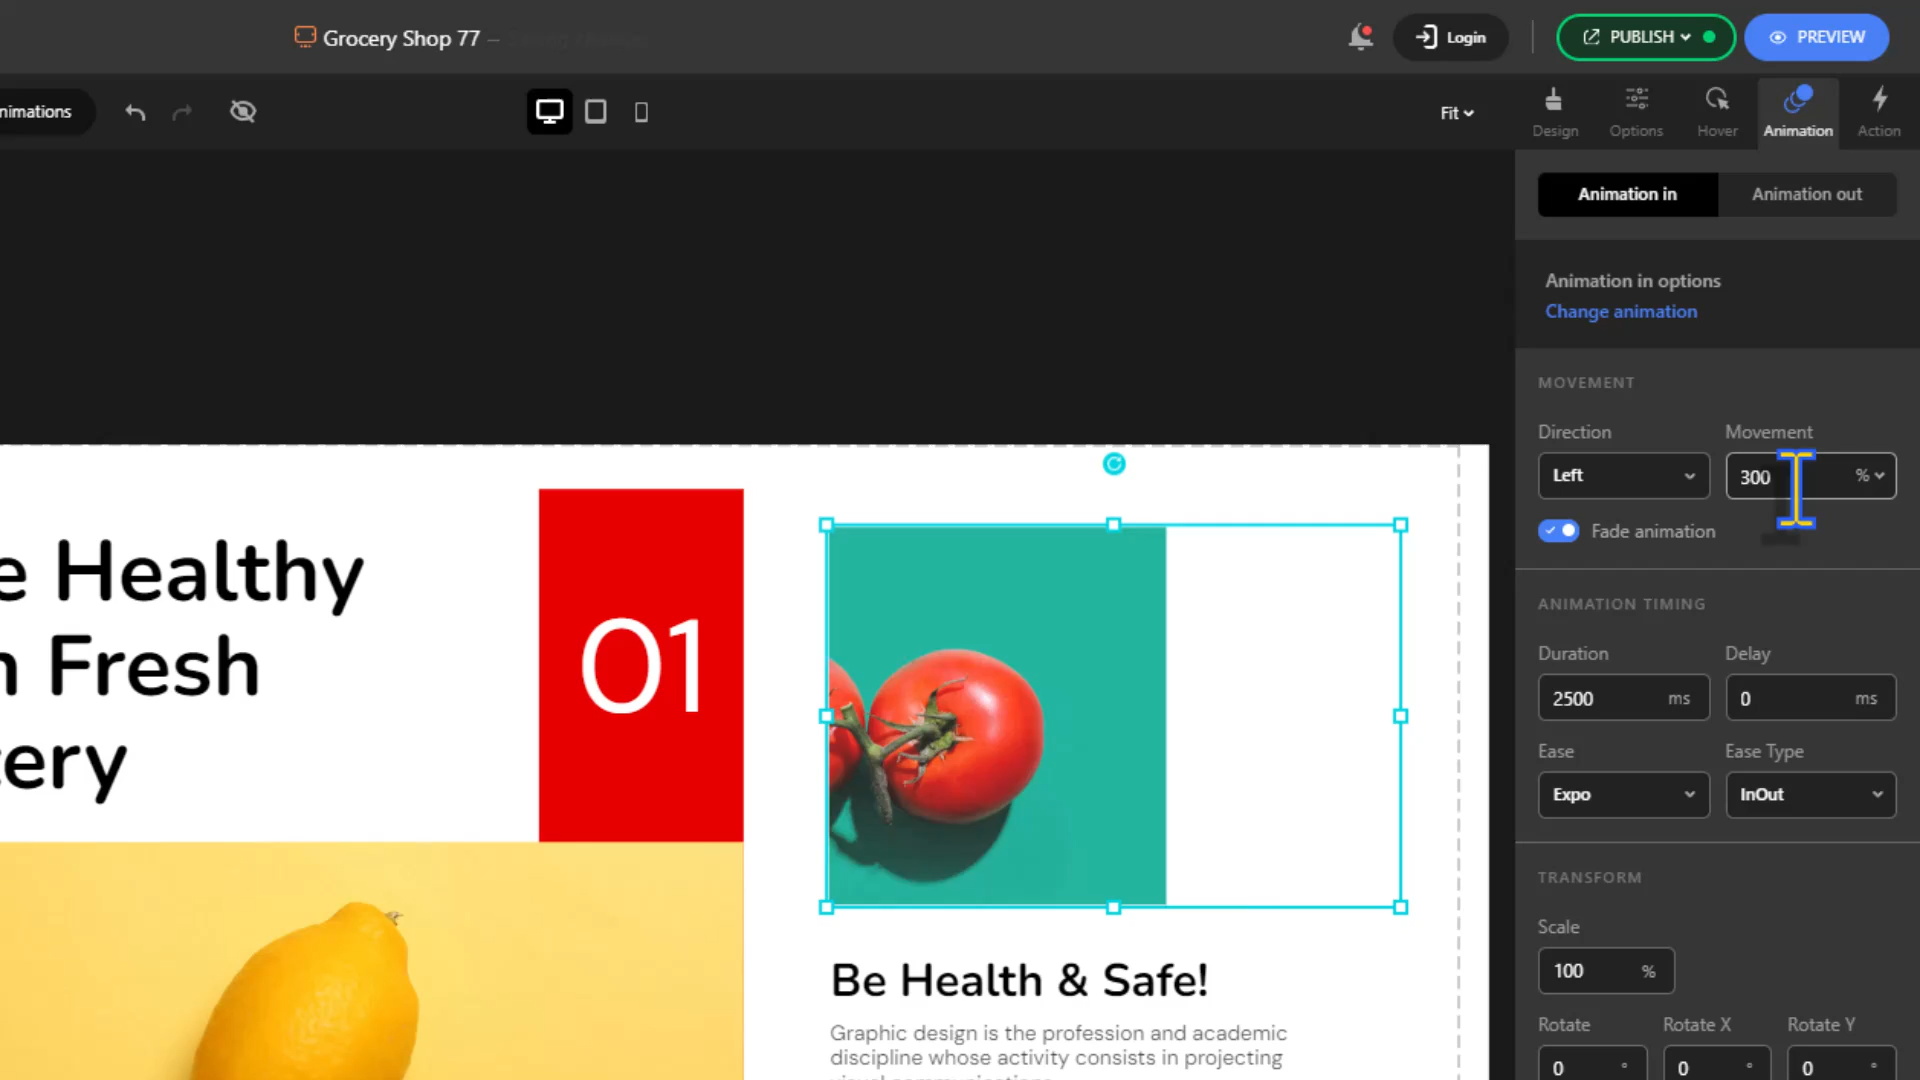 Grocery Shop 77 –
Login
PUBLISH
PREVIEW
nimations
Fit
Design
Options
Hover
Animation
Action
Animation in
Animation out
Animation in options
Change animation
MOVEMENT
Direction
Movement
Left
300
%
Fade animation
ANIMATION TIMING
Duration
Delay
2500 ms
0 ms
Ease
Ease Type
Expo
InOut
TRANSFORM
Scale
100 %
Rotate
Rotate X
Rotate Y
0 °
0 °
0 °
e Healthy
n Fresh
tery
01
Be Health & Safe!
Graphic design is the profession and academic
discipline whose activity consists in projecting